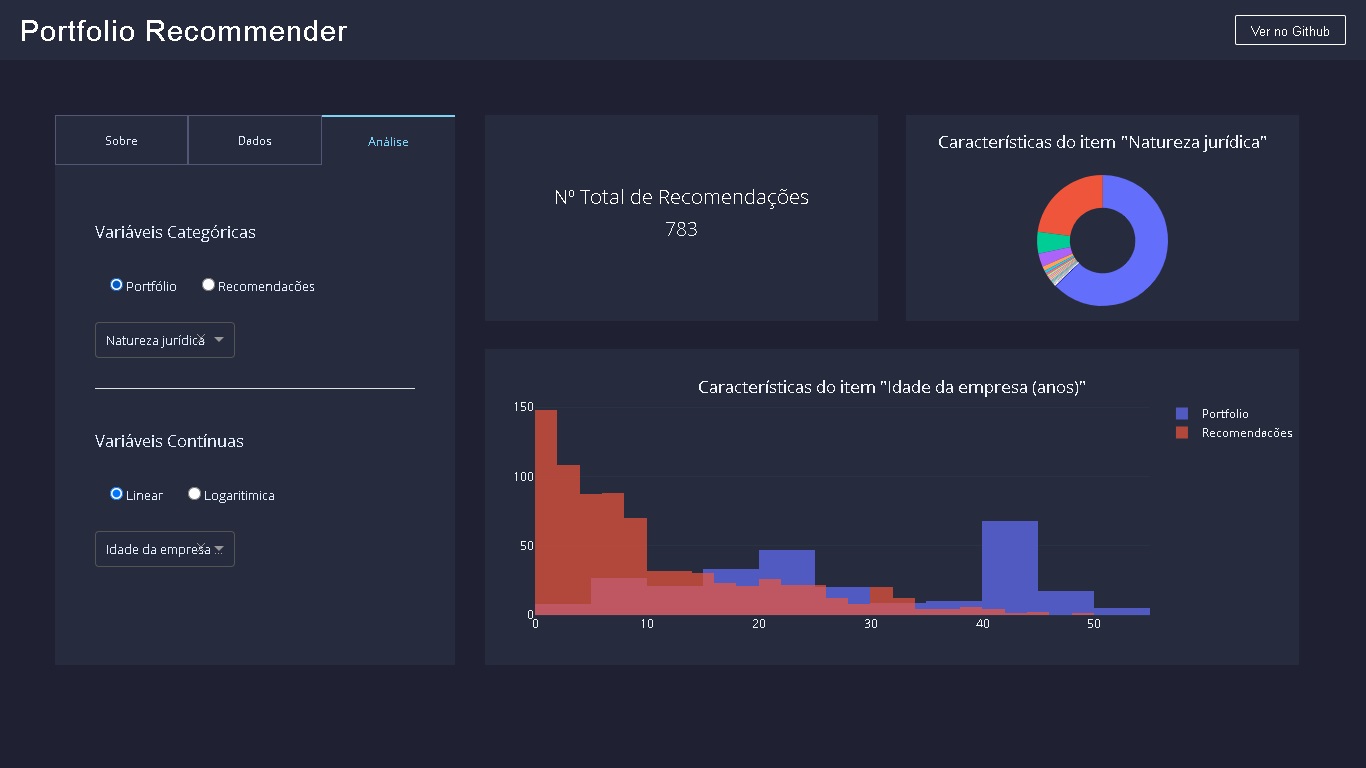 Portfolio Recommender
Ver no Github
Sobre
Dados
Análise
Variáveis Categóricas
Portfólio
Recomendacões
Natureza jurídica
Variáveis Contínuas
Linear
Logaritimica
Idade da empresa ...
Nº Total de Recomendações
783
Características do item "Natureza jurídica"
Características do item "Idade da empresa (anos)"
150
100
50
0
0
10
20
30
40
50
Portfolio
Recomendacões